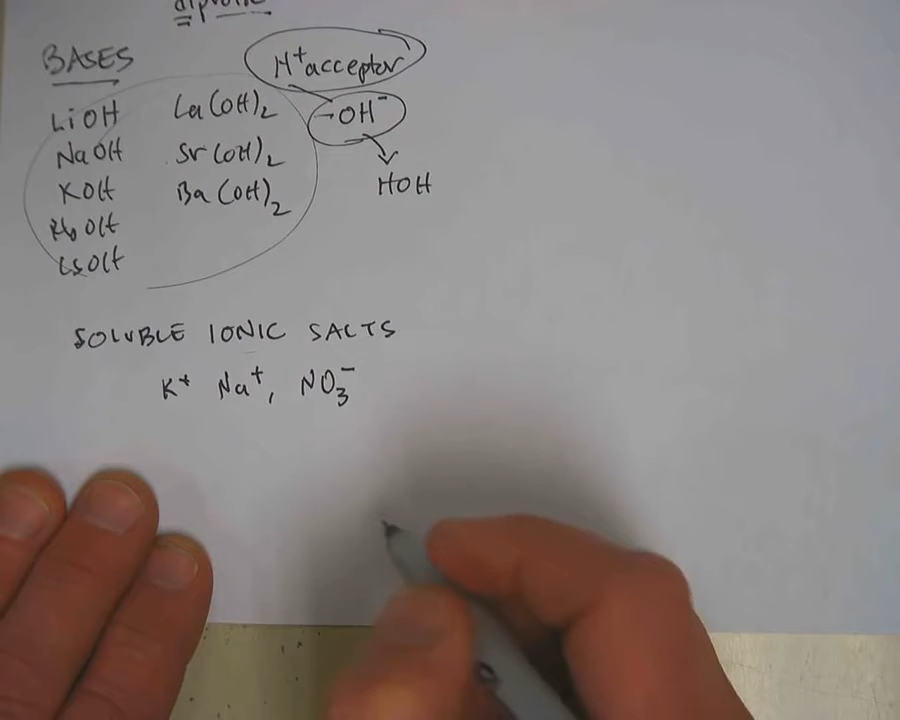 BASES
H⁺acceptor
LiOH
La(OH)₂
-OH⁻
NaOH
Sr(OH)₂
KOH
Ba(OH)₂
HOH
RbOH
CsOH
SOLUBLE IONIC SALTS
K⁺ Na⁺, NO₃⁻